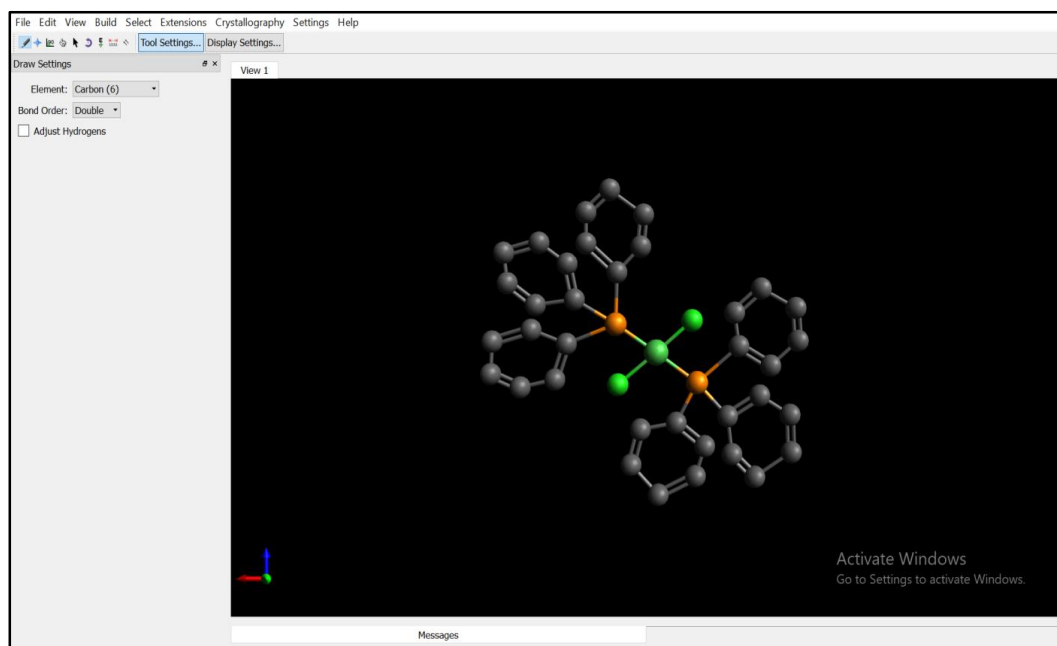 File Edit View Build Select Extensions Crystallography Settings Help
Tool Settings... Display Settings...
Draw Settings
View 1
Element: Carbon (6)
Bond Order: Double
Adjust Hydrogens
Activate Windows
Go to Settings to activate Windows.
Messages